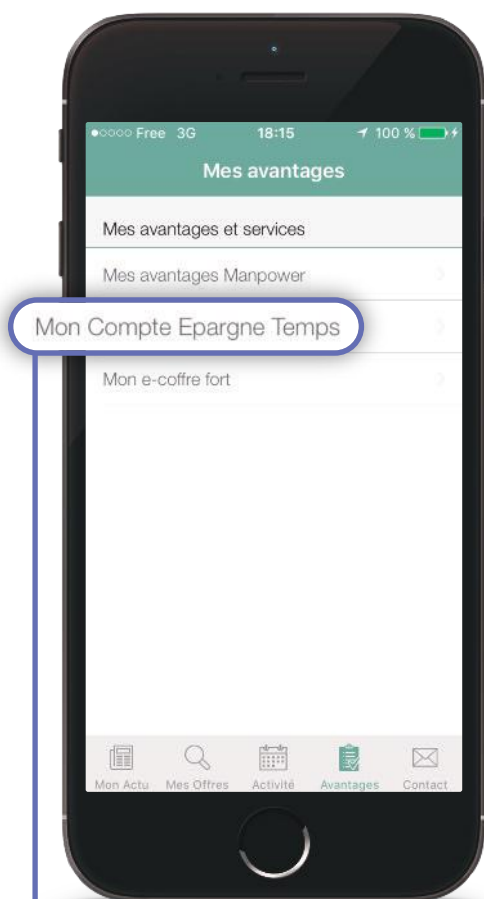 Free 3G 18:15 100 %
Mes avantages
Mes avantages et services
Mes avantages Manpower
Mon Compte Epargne Temps
Mon e-coffre fort
Mon Actu Mes Offres Activité Avantages Contact